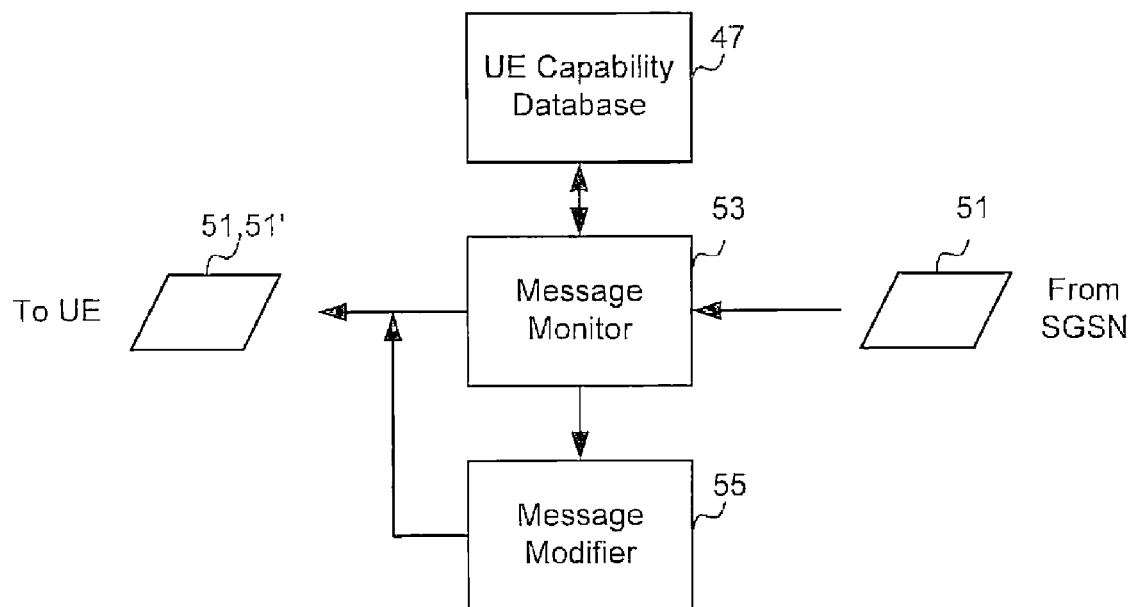 47
UE Capability
Database
53
51,51'
51
To UE
Message
Monitor
From
SGSN
55
Message
Modifier